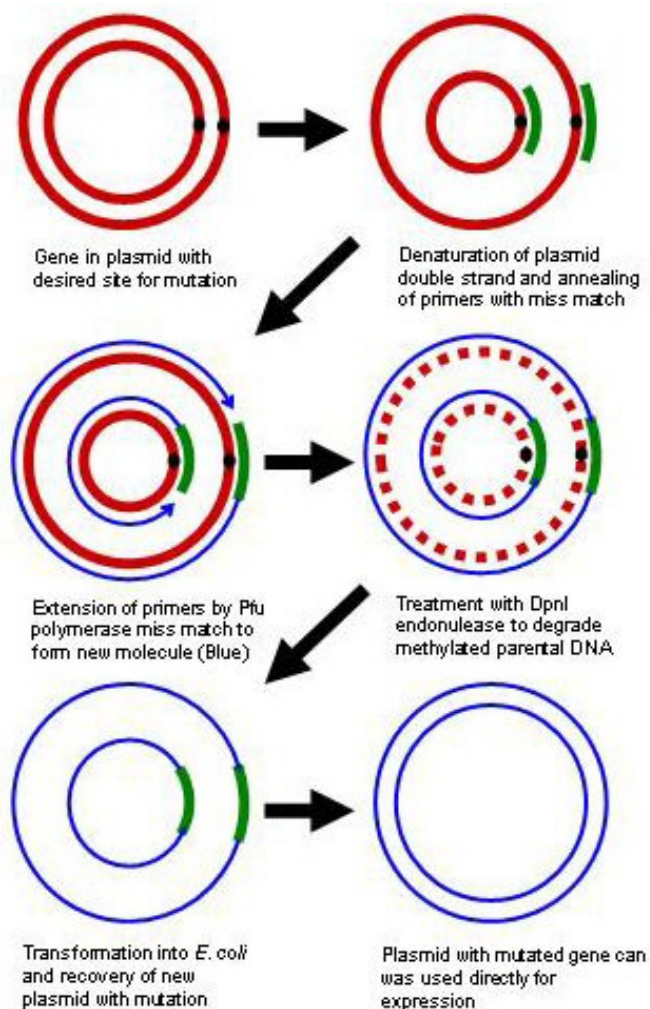 Gene in plasmid with
desired site for mutation
Denaturation of plasmid
double strand and annealing
of primers with miss match
Extension of primers by Pfu
polymerase miss match to
form new molecule (Blue)
Treatment with DpnI
endonulease to degrade
methylated parental DNA
Transformation into E. coli
and recovery of new
plasmid with mutation
Plasmid with mutated gene can
was used directly for
expression